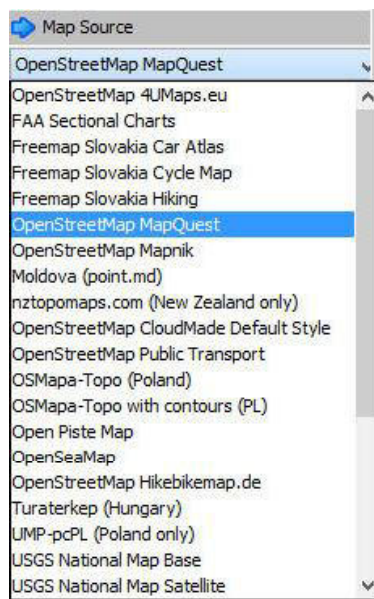 Map Source
OpenStreetMap MapQuest
OpenStreetMap 4UMaps.eu
FAA Sectional Charts
Freemap Slovakia Car Atlas
Freemap Slovakia Cycle Map
Freemap Slovakia Hiking
OpenStreetMap MapQuest
OpenStreetMap Mapnik
Moldova (point.md)
nztopomaps.com (New Zealand only)
OpenStreetMap CloudMade Default Style
OpenStreetMap Public Transport
OSMapa-Topo (Poland)
OSMapa-Topo with contours (PL)
Open Piste Map
OpenSeaMap
OpenStreetMap Hikebikemap.de
Turaterkep (Hungary)
UMP-pcPL (Poland only)
USGS National Map Base
USGS National Map Satellite